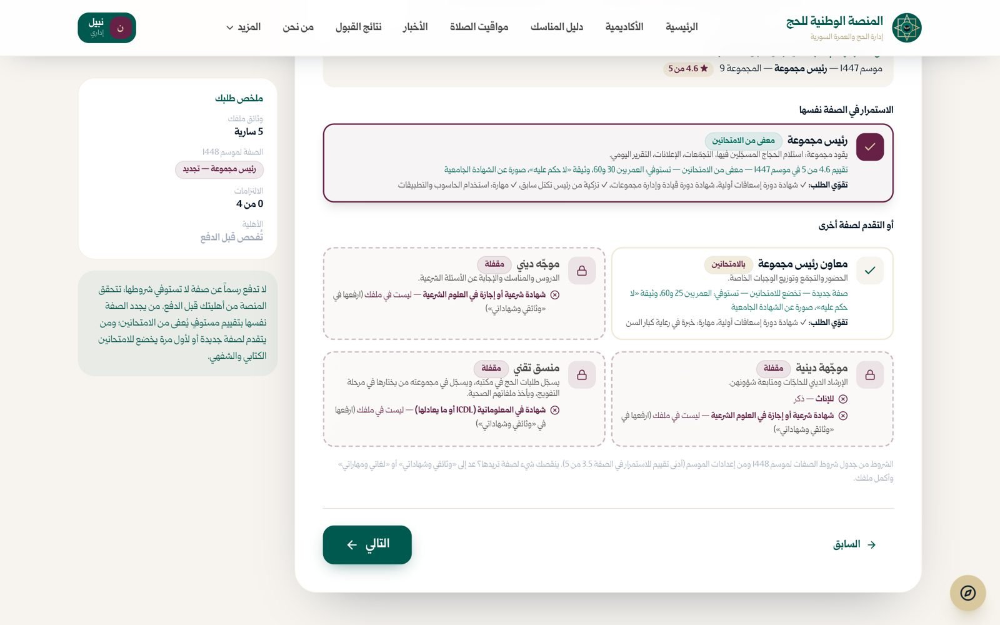 المنصة الوطنية للحج
إدارة الحج والعمرة السورية
الرئيسية
الأكاديمية
دليل المناسك
مواقيت الصلاة
الأخبار
نتائج القبول
من نحن
المزيد
ن
نبيل
إداري
موسم 1447 — رئيس مجموعة — المجموعة 9 ★ 4.6 من 5
الاستمرار في الصفة نفسها
رئيس مجموعة معفى من الامتحانين
يقود مجموعة: استلام الحجاج المسجّلين فيها، التجمّعات، الإعلانات، التقرير اليومي.
تقييم 4.6 من 5 في موسم 1447 — معفى من الامتحانين — تستوفي: العمر بين 30 و60، وثيقة «لا حكم عليه»، صورة عن الشهادة الجامعية
تقوّي الطلب: ✓ شهادة دورة إسعافات أولية، شهادة دورة قيادة وإدارة مجموعات، ✓ تزكية من رئيس تكتل سابق، ✓ مهارة: استخدام الحاسوب والتطبيقات
أو التقدم لصفة أخرى
معاون رئيس مجموعة بالامتحانين
الحضور والتجمّع وتوزيع الوجبات الخاصة.
صفة جديدة — تخضع للامتحانين — تستوفي: العمر بين 25 و60، وثيقة «لا
حكم عليه»، صورة عن الشهادة الجامعية
تقوّي الطلب: ✓ شهادة دورة إسعافات أولية، مهارة: خبرة في رعاية كبار السن
موجّه ديني مقفلة
الدروس والمناسك والإجابة عن الأسئلة الشرعية.
شهادة شرعية أو إجازة في العلوم الشرعية — ليست في ملفك (ارفعها في
«وثائقي وشهاداتي»)
موجّهة دينية مقفلة
الإرشاد الديني للحاجّات ومتابعة شؤونهن.
للإناث — ذكر
شهادة شرعية أو إجازة في العلوم الشرعية — ليست في ملفك (ارفعها في
«وثائقي وشهاداتي»)
منسق تقني مقفلة
يسجّل طلبات الحج في مكتبه، ويسجّل في مجموعته من يختارها في مرحلة
التفويج، ويأخذ ملفاتهم الصحية.
شهادة في المعلوماتية (ICDL أو ما يعادلها) — ليست في ملفك (ارفعها
في «وثائقي وشهاداتي»)
الشروط من جدول شروط الصفات لموسم 1448 ومن إعدادات الموسم (أدنى تقييم للاستمرار في الصفة 3.5 من 5). ينقصك شيء لصفة تريدها؟ عد إلى «وثائقي وشهاداتي» أو «لغاتي ومهاراتي»
وأكمل ملفك.
السابق
التالي
ملخص طلبك
وثائق ملفك
5 سارية
الصفة لموسم 1448
رئيس مجموعة — تجديد
الالتزامات
0 من 4
الأهلية
تُفحص قبل الدفع
لا تدفع رسماً عن صفة لا تستوفي شروطها: تتحقق
المنصة من أهليتك قبل الدفع. من يجدد الصفة
نفسها بتقييم مستوفٍ يُعفى من الامتحانين؛ ومن
يتقدم لصفة جديدة أو لأول مرة يخضع للامتحانين
الكتابي والشفهي.